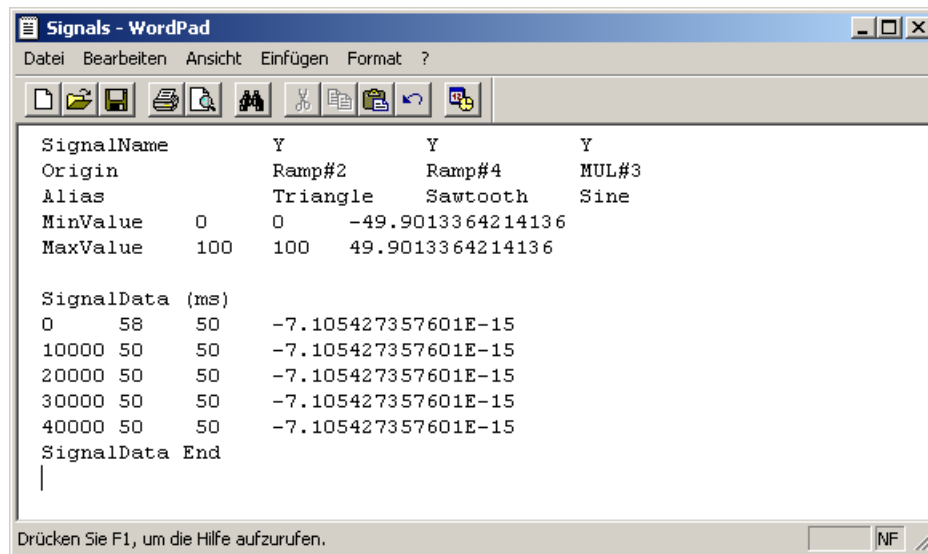 Signals - WordPad
Datei Bearbeiten Ansicht Einfügen Format ?
SignalName Y Y Y
Origin Ramp#2 Ramp#4 MUL#3
Alias Triangle Sawtooth Sine
MinValue 0 0 -49.9013364214136
MaxValue 100 100 49.9013364214136
SignalData (ms)
0 58 50 -7.105427357601E-15
10000 50 50 -7.105427357601E-15
20000 50 50 -7.105427357601E-15
30000 50 50 -7.105427357601E-15
40000 50 50 -7.105427357601E-15
SignalData End
Drücken Sie F1, um die Hilfe aufzurufen. NF